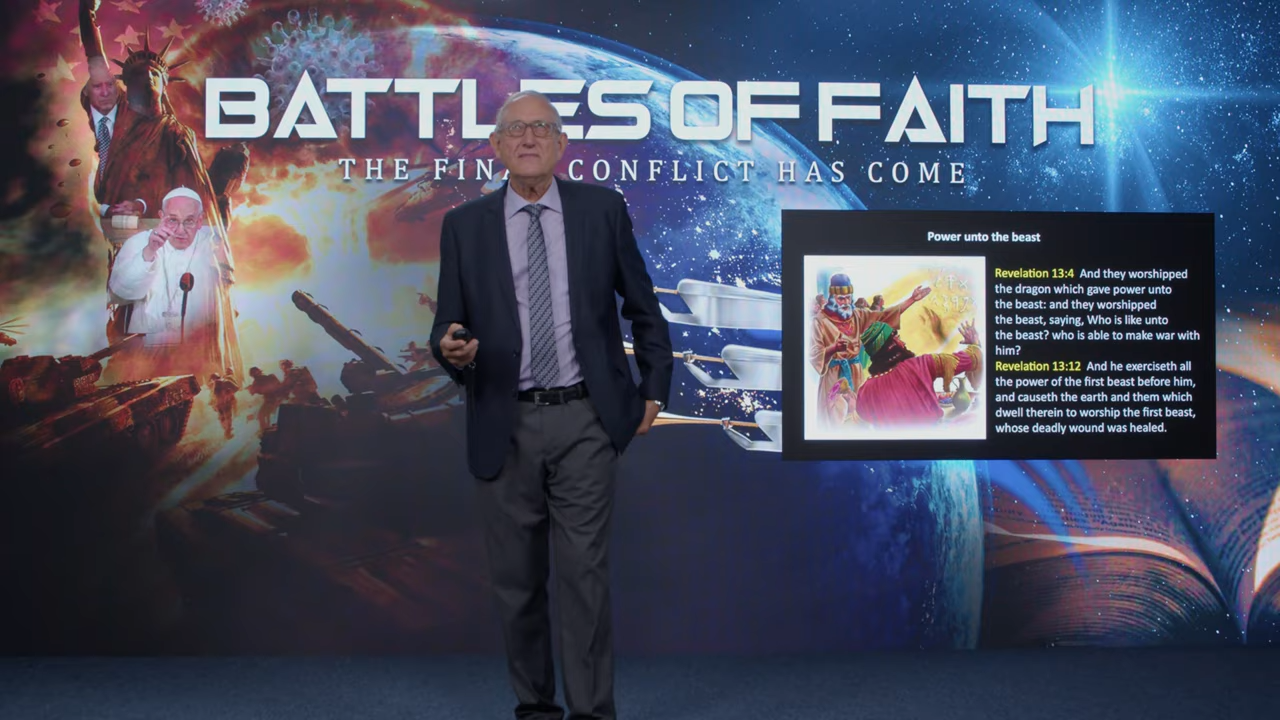 BATTLES OF FAITH
THE FINAL CONFLICT HAS COME
Power unto the beast
Revelation 13:4 And they worshipped
the dragon which gave power unto
the beast: and they worshipped
the beast, saying, Who is like unto
the beast? who is able to make war with
him?
Revelation 13:12 And he exerciseth all
the power of the first beast before him,
and causeth the earth and them which
dwell therein to worship the first beast,
whose deadly wound was healed.